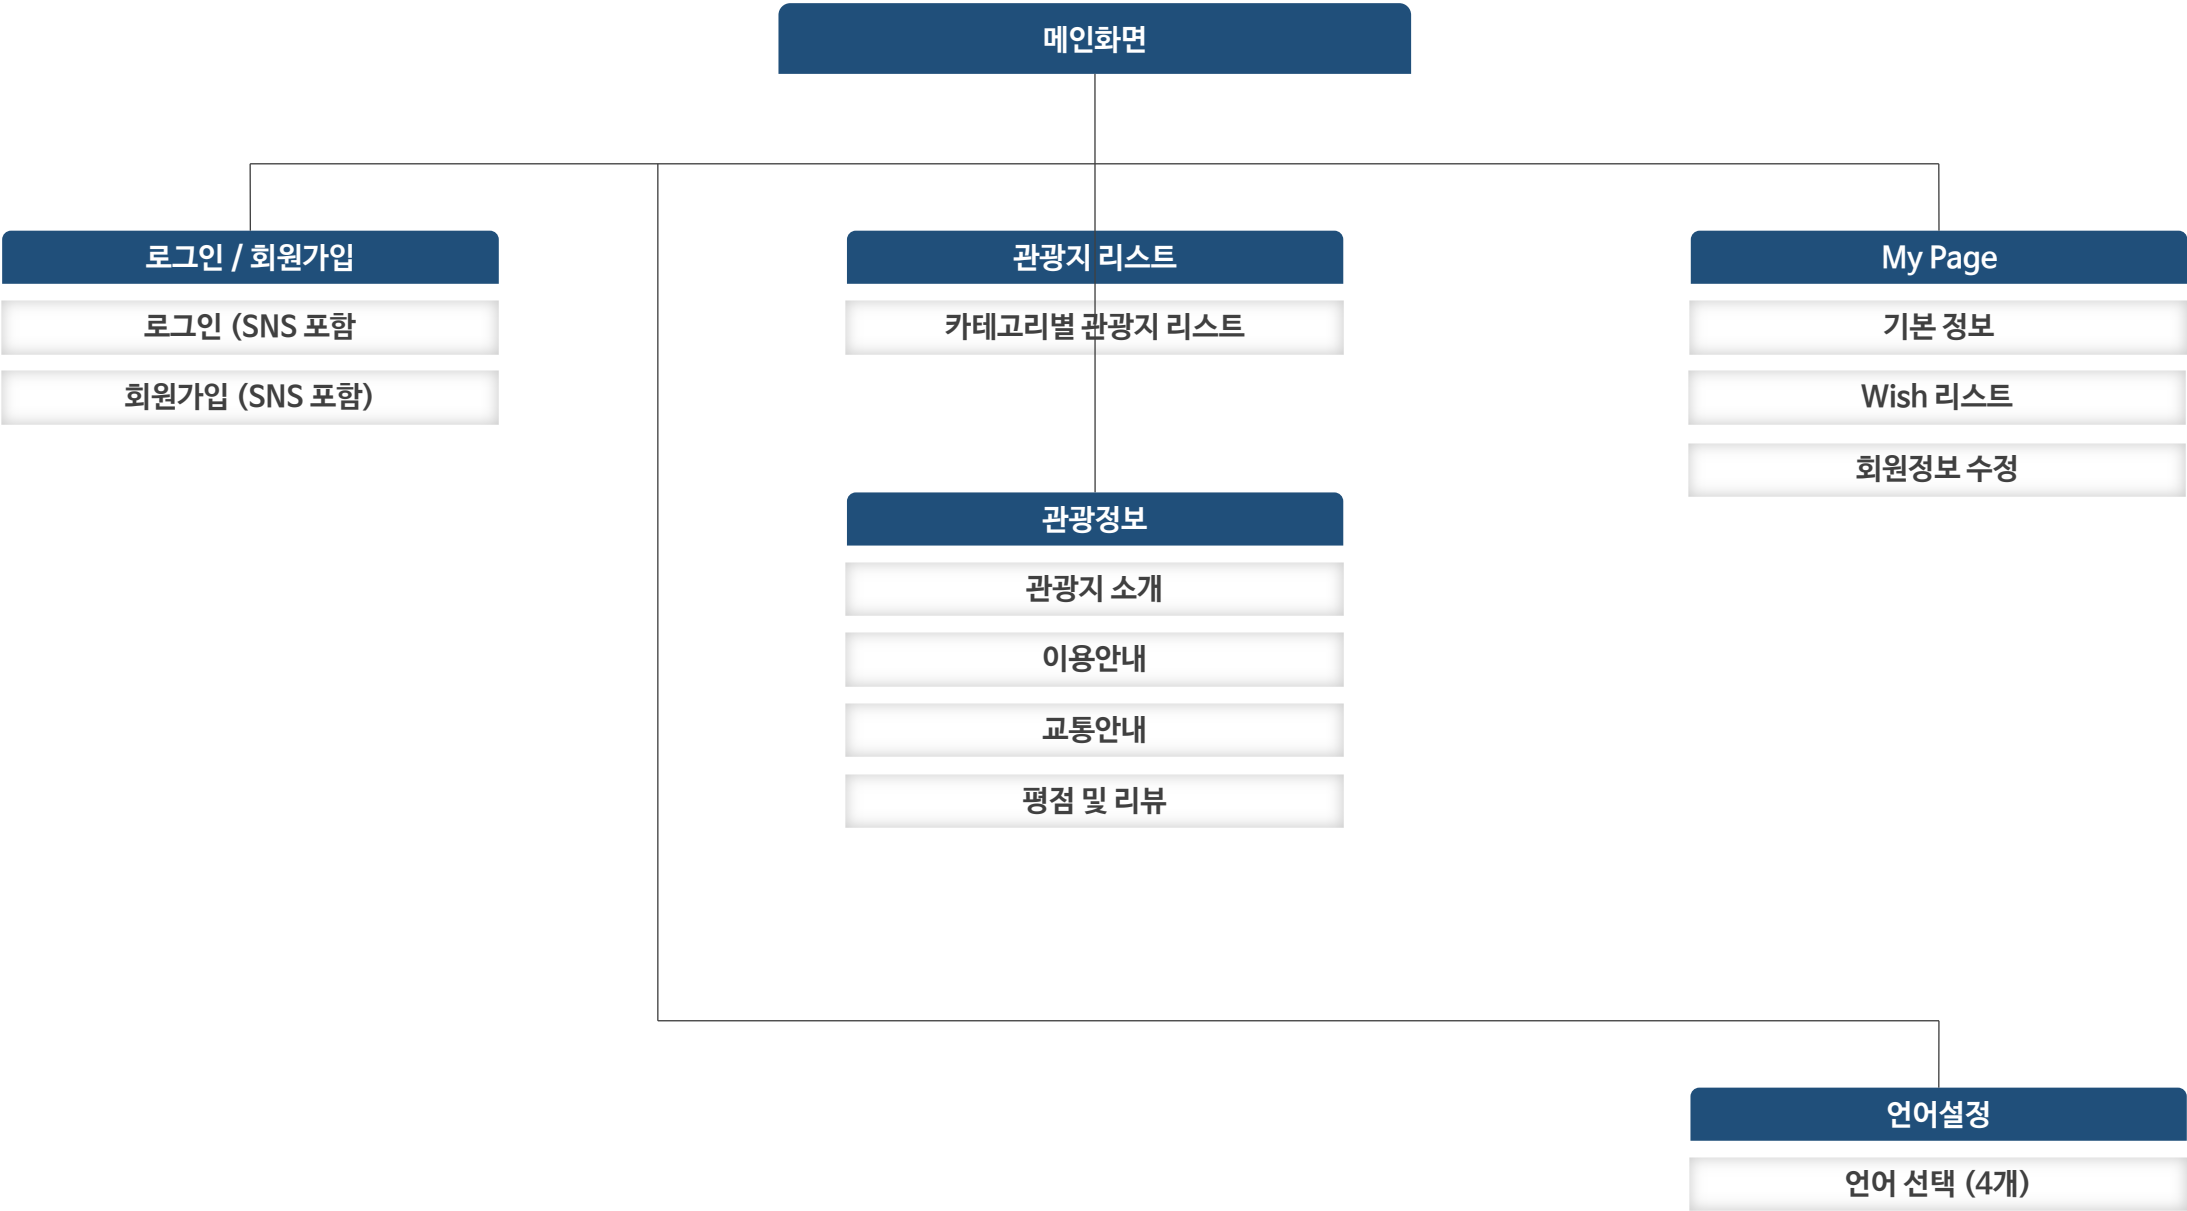 메인화면
로그인 / 회원가입
로그인 (SNS 포함
회원가입 (SNS 포함)
관광지 리스트
카테고리별 관광지 리스트
관광정보
관광지 소개
이용안내
교통안내
평점 및 리뷰
My Page
기본 정보
Wish 리스트
회원정보 수정
언어설정
언어 선택 (4개)